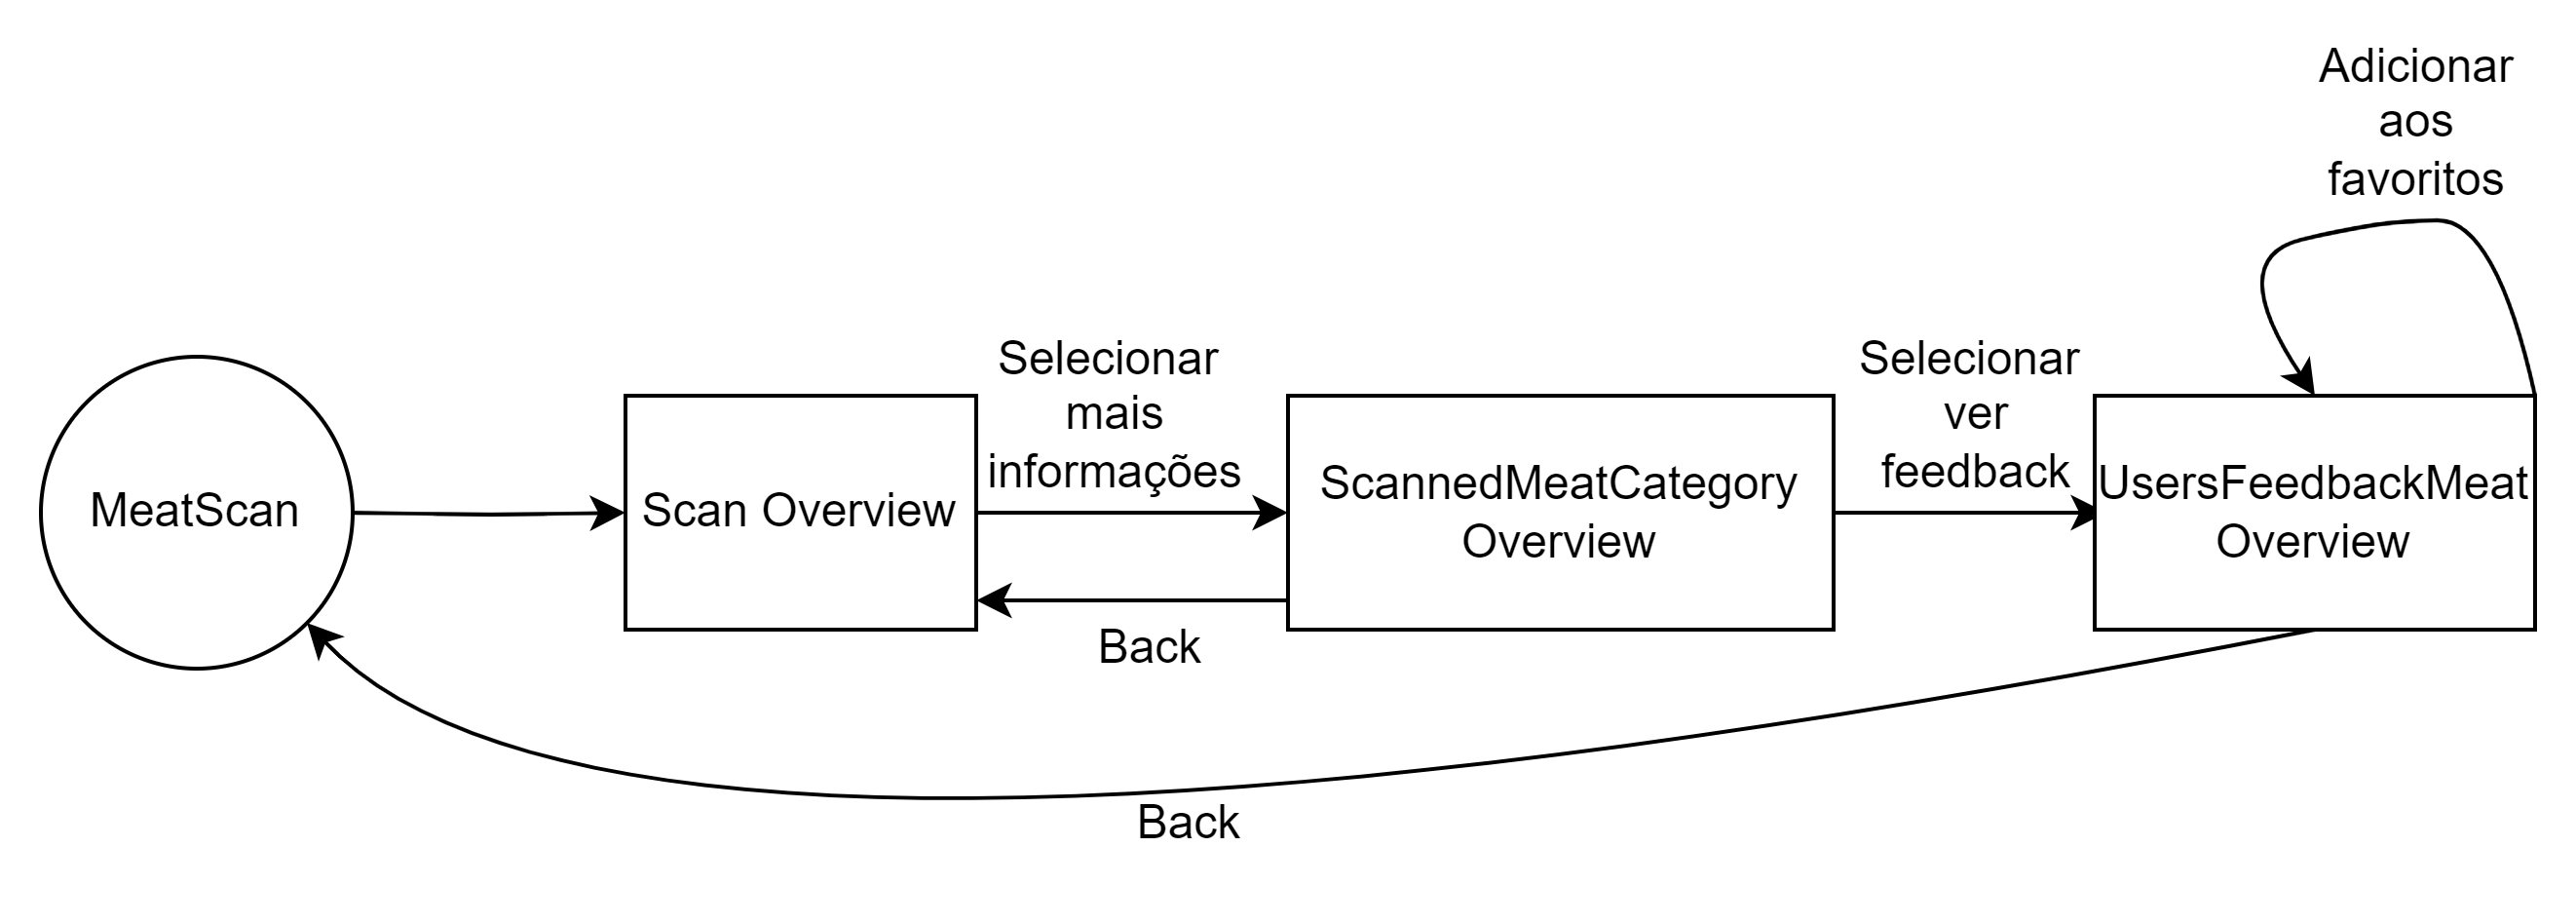 Adicionar
aos
favoritos
MeatScan
Scan Overview
Selecionar
mais
informações
ScannedMeatCategory
Overview
Selecionar
ver
feedback
UsersFeedbackMeat
Overview
Back
Back